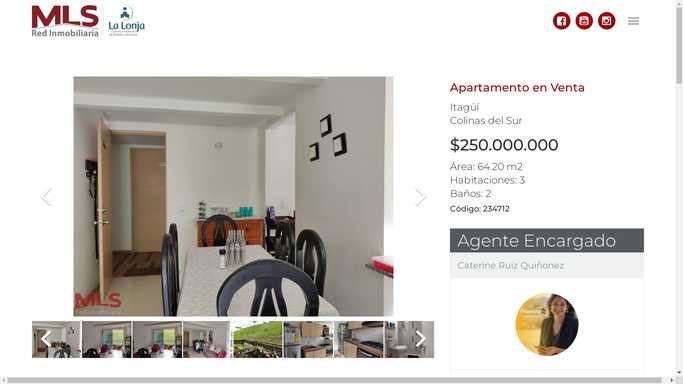 MLS
Red Inmobiliaria
La Lonja
Apartamento en Venta
Itagüí
Colinas del Sur
$250.000.000
Área: 64.20 m2
Habitaciones: 3
Baños: 2
Código: 234712
Agente Encargado
Caterine Ruiz Quiñonez
MLS